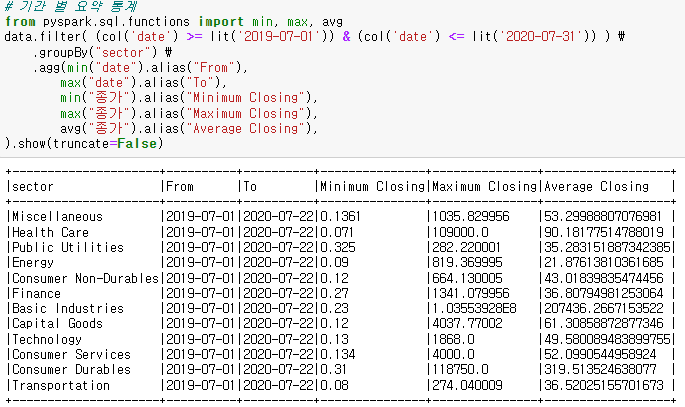 # 기간 별 요약 통계
from pyspark.sql.functions import min, max, avg
data.filter( (col('date') >= lit('2019-07-01')) & (col('date') <= lit('2020-07-31')) ) ₩
    .groupBy("sector") ₩
    .agg(min("date").alias("From"),
        max("date").alias("To"),
        min("종가").alias("Minimum Closing"),
        max("종가").alias("Maximum Closing"),
        avg("종가").alias("Average Closing"),
).show(truncate=False)
+---------------------+----------+----------+---------------+---------------+------------------+
|sector               |From      |To        |Minimum Closing|Maximum Closing|Average Closing   |
+---------------------+----------+----------+---------------+---------------+------------------+
|Miscellaneous        |2019-07-01|2020-07-22|0.1361         |1035.829956    |53.29988807076981 |
|Health Care          |2019-07-01|2020-07-22|0.071          |109000.0       |90.18177514788019 |
|Public Utilities     |2019-07-01|2020-07-22|0.325          |282.220001     |35.283151887342385|
|Energy               |2019-07-01|2020-07-22|0.09           |819.369995     |21.87613810361685 |
|Consumer Non-Durables|2019-07-01|2020-07-22|0.12           |664.130005     |43.01839835474456 |
|Finance              |2019-07-01|2020-07-22|0.27           |1341.079956    |36.80794981253064 |
|Basic Industries     |2019-07-01|2020-07-22|0.23           |1.03553928E8   |207436.2667153522 |
|Capital Goods        |2019-07-01|2020-07-22|0.12           |4037.77002     |61.30858872877346 |
|Technology           |2019-07-01|2020-07-22|0.13           |1868.0         |49.580089483899755|
|Consumer Services    |2019-07-01|2020-07-22|0.134          |4000.0         |52.0990544958924  |
|Consumer Durables    |2019-07-01|2020-07-22|0.31           |118750.0       |319.513524638077  |
|Transportation       |2019-07-01|2020-07-22|0.08           |274.040009     |36.52025155701673 |
+---------------------+----------+----------+---------------+---------------+------------------+